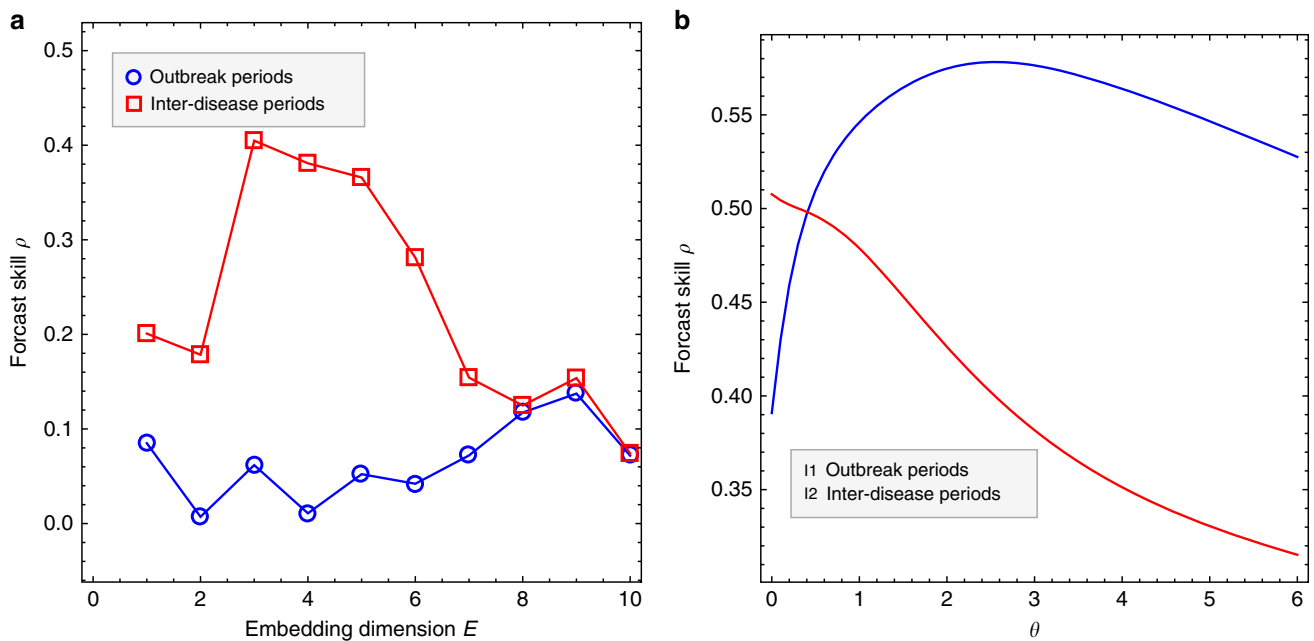 a
0.5
0.4
0.3
0.2
0.1
0.0
Forcast skill ρ
Outbreak periods
Inter-disease periods
0 2 4 6 8 10
Embedding dimension E
b
0.55
0.50
0.45
0.40
0.35
Forcast skill ρ
I1 Outbreak periods
I2 Inter-disease periods
0 1 2 3 4 5 6
θ